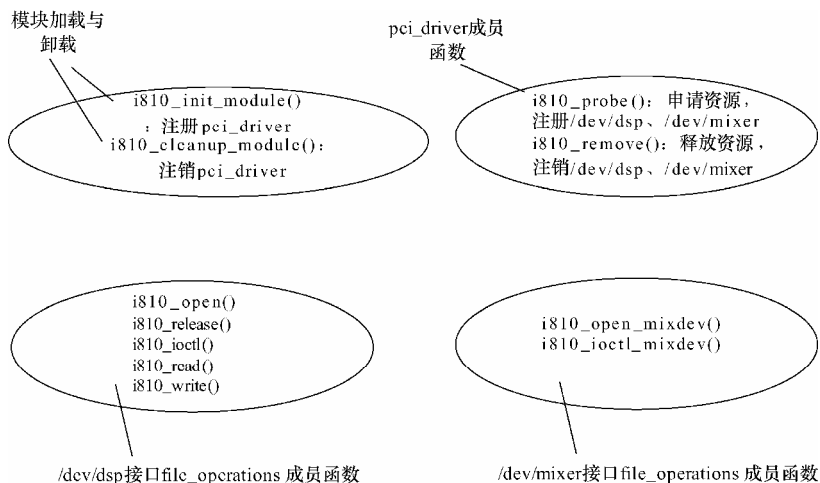 模块加载与
卸载
pci_driver成员
函数
i810_init_module()
：注册pci_driver
i810_cleanup_module()：
注销pci_driver
i810_probe()：申请资源，
注册/dev/dsp、/dev/mixer
i810_remove()：释放资源，
注销/dev/dsp、/dev/mixer
i810_open()
i810_release()
i810_ioctl()
i810_read()
i810_write()
i810_open_mixdev()
i810_ioctl_mixdev()
/dev/dsp接口file_operations 成员函数
/dev/mixer接口file_operations 成员函数